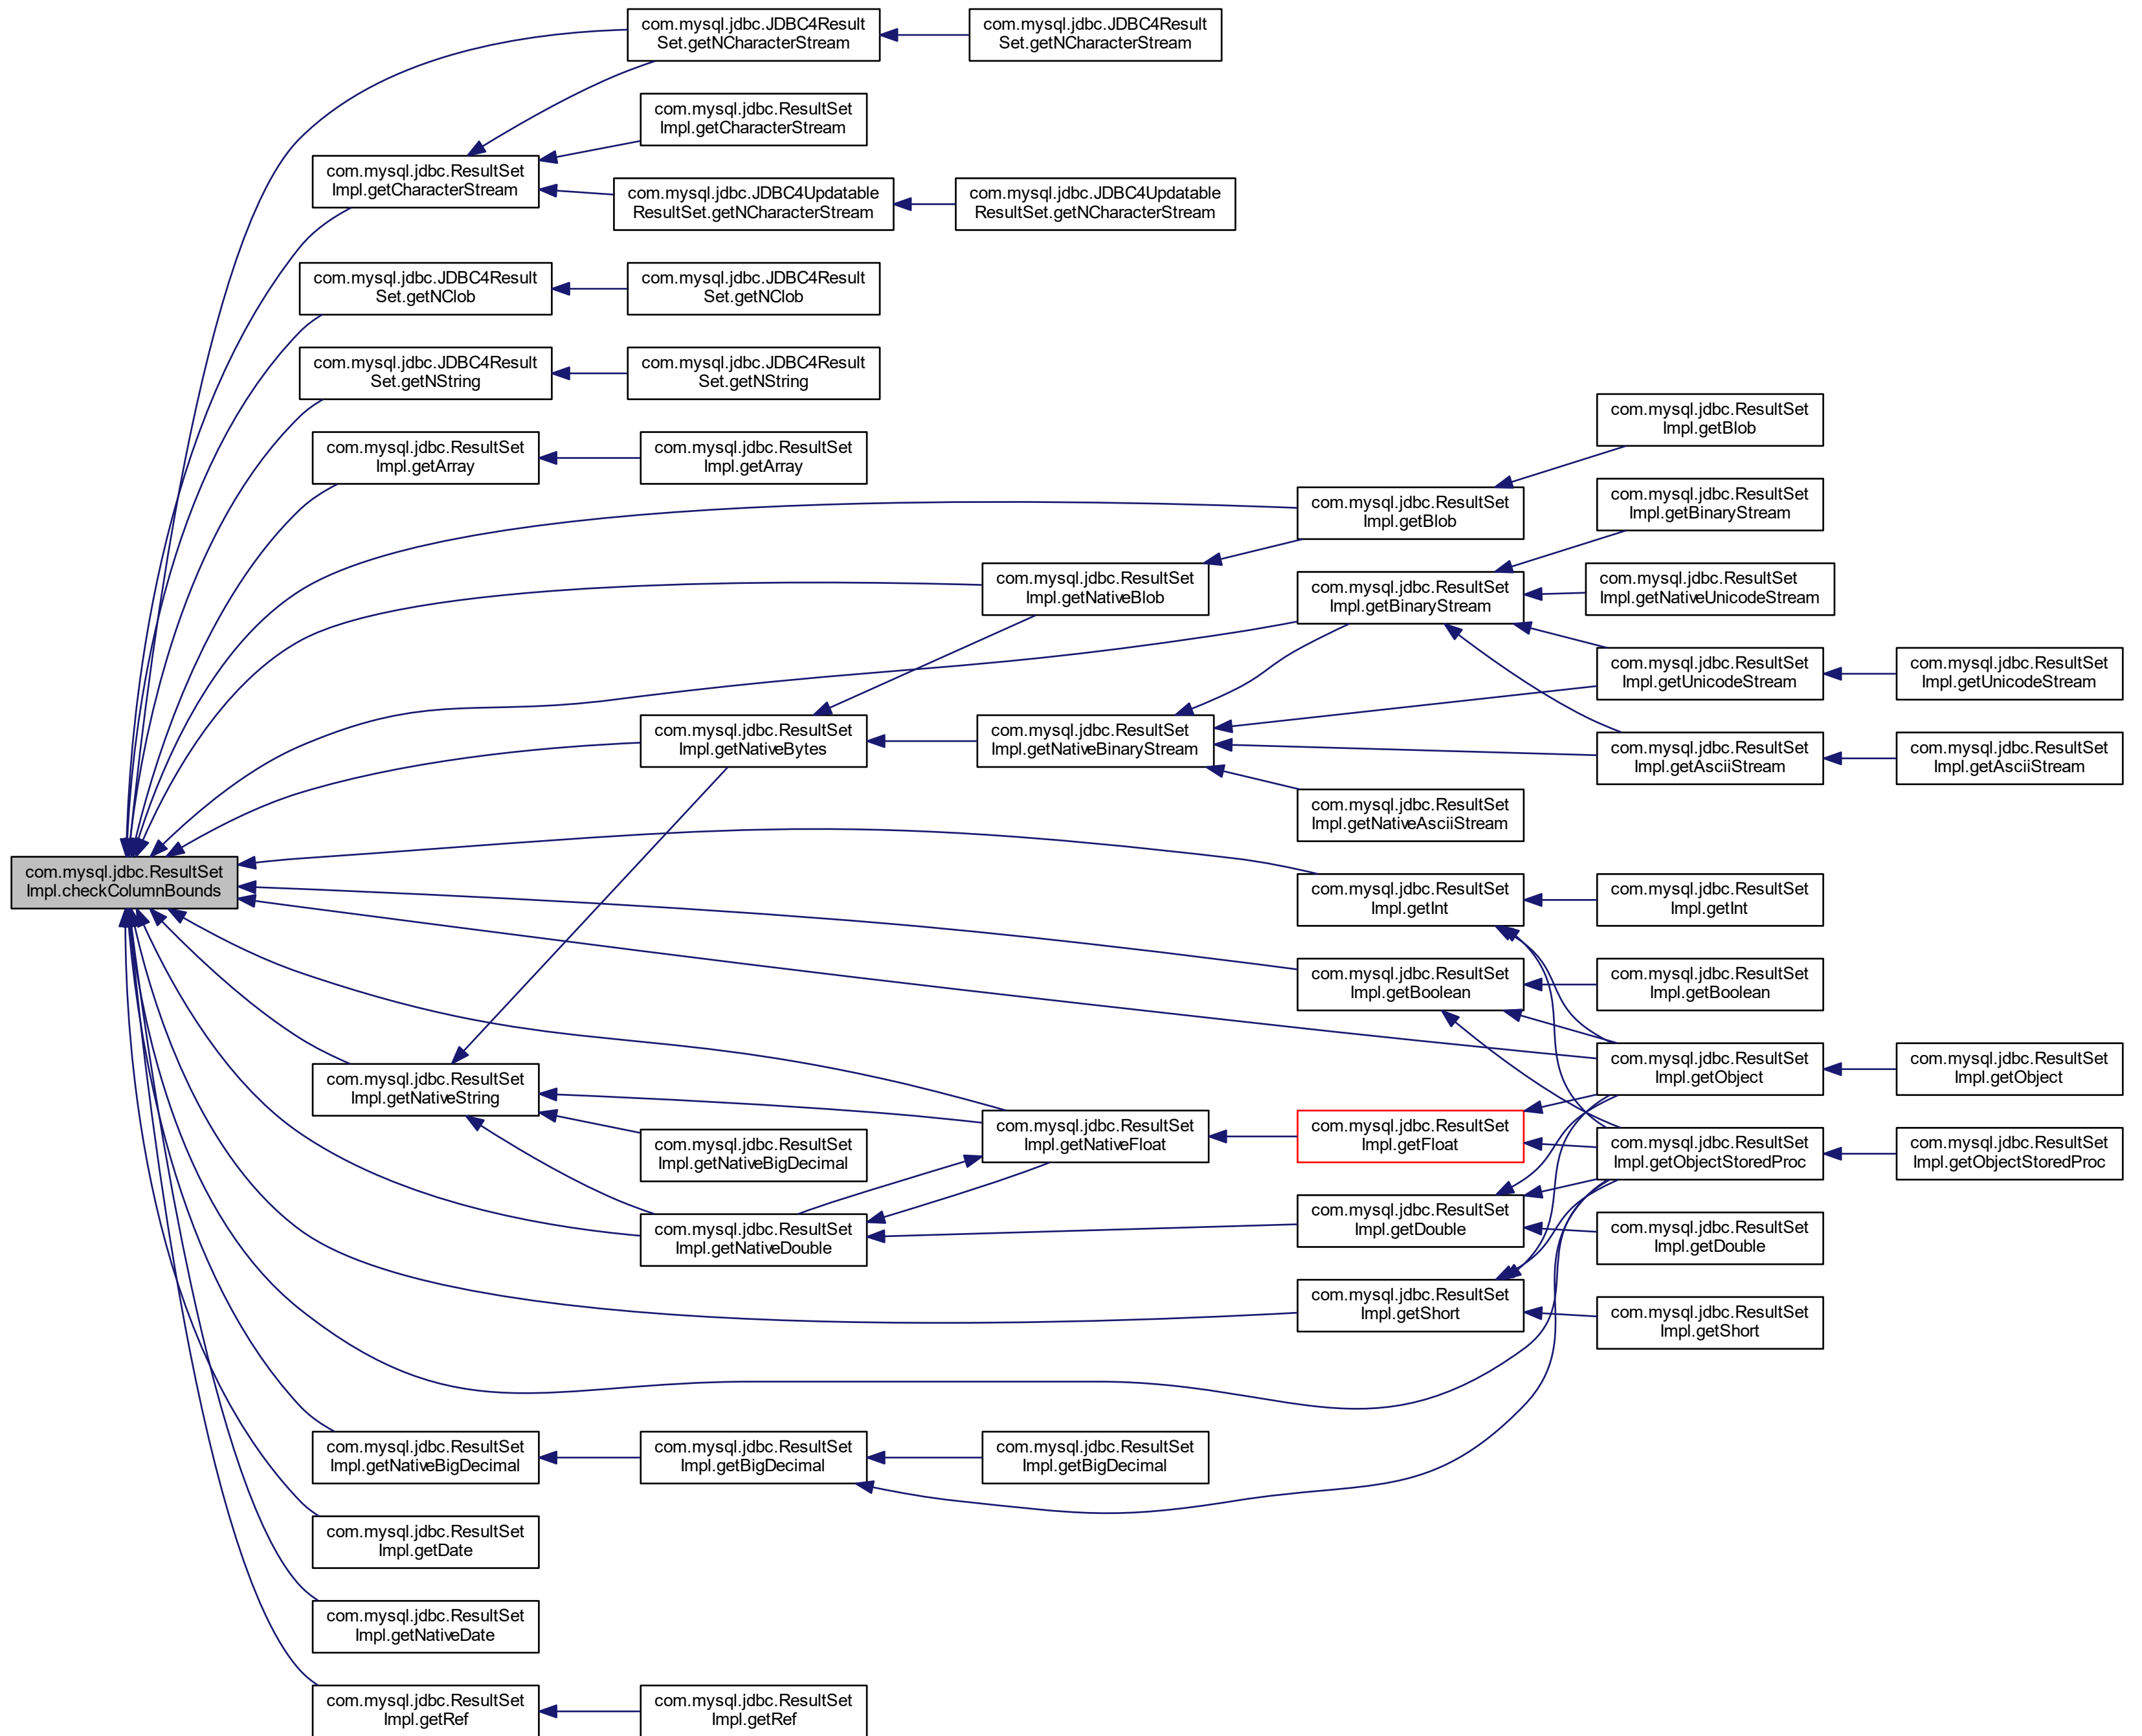 com.mysql.jdbc.JDBC4Result
Set.getNCharacterStream
com.mysql.jdbc.JDBC4Result
Set.getNCharacterStream
com.mysql.jdbc.ResultSet
Impl.getCharacterStream
com.mysql.jdbc.ResultSet
Impl.getCharacterStream
com.mysql.jdbc.JDBC4Updatable
ResultSet.getNCharacterStream
com.mysql.jdbc.JDBC4Updatable
ResultSet.getNCharacterStream
com.mysql.jdbc.JDBC4Result
Set.getNClob
com.mysql.jdbc.JDBC4Result
Set.getNClob
com.mysql.jdbc.JDBC4Result
Set.getNString
com.mysql.jdbc.JDBC4Result
Set.getNString
com.mysql.jdbc.ResultSet
Impl.getBlob
com.mysql.jdbc.ResultSet
Impl.getArray
com.mysql.jdbc.ResultSet
Impl.getArray
com.mysql.jdbc.ResultSet
Impl.getBlob
com.mysql.jdbc.ResultSet
Impl.getBinaryStream
com.mysql.jdbc.ResultSet
Impl.getNativeBlob
com.mysql.jdbc.ResultSet
Impl.getBinaryStream
com.mysql.jdbc.ResultSet
Impl.getNativeUnicodeStream
com.mysql.jdbc.ResultSet
Impl.getUnicodeStream
com.mysql.jdbc.ResultSet
Impl.getUnicodeStream
com.mysql.jdbc.ResultSet
Impl.getNativeBytes
com.mysql.jdbc.ResultSet
Impl.getNativeBinaryStream
com.mysql.jdbc.ResultSet
Impl.getAsciiStream
com.mysql.jdbc.ResultSet
Impl.getAsciiStream
com.mysql.jdbc.ResultSet
Impl.getNativeAsciiStream
com.mysql.jdbc.ResultSet
Impl.checkColumnBounds
com.mysql.jdbc.ResultSet
Impl.getInt
com.mysql.jdbc.ResultSet
Impl.getInt
com.mysql.jdbc.ResultSet
Impl.getBoolean
com.mysql.jdbc.ResultSet
Impl.getBoolean
com.mysql.jdbc.ResultSet
Impl.getObject
com.mysql.jdbc.ResultSet
Impl.getObject
com.mysql.jdbc.ResultSet
Impl.getNativeString
com.mysql.jdbc.ResultSet
Impl.getNativeBigDecimal
com.mysql.jdbc.ResultSet
Impl.getNativeFloat
com.mysql.jdbc.ResultSet
Impl.getFloat
com.mysql.jdbc.ResultSet
Impl.getObjectStoredProc
com.mysql.jdbc.ResultSet
Impl.getObjectStoredProc
com.mysql.jdbc.ResultSet
Impl.getNativeDouble
com.mysql.jdbc.ResultSet
Impl.getDouble
com.mysql.jdbc.ResultSet
Impl.getDouble
com.mysql.jdbc.ResultSet
Impl.getShort
com.mysql.jdbc.ResultSet
Impl.getShort
com.mysql.jdbc.ResultSet
Impl.getNativeBigDecimal
com.mysql.jdbc.ResultSet
Impl.getBigDecimal
com.mysql.jdbc.ResultSet
Impl.getBigDecimal
com.mysql.jdbc.ResultSet
Impl.getDate
com.mysql.jdbc.ResultSet
Impl.getNativeDate
com.mysql.jdbc.ResultSet
Impl.getRef
com.mysql.jdbc.ResultSet
Impl.getRef